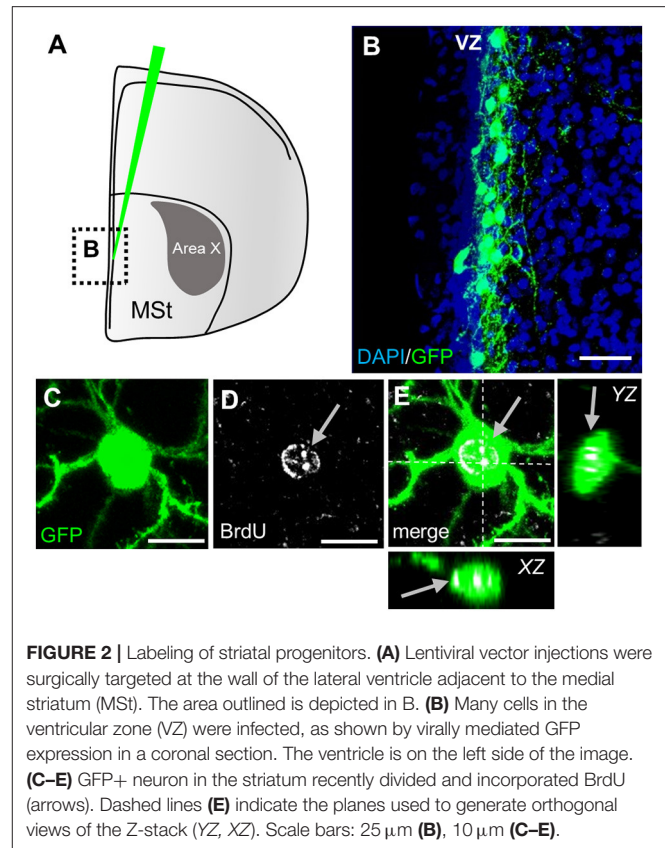 A
B
Area X
MSt
B
VZ
DAPI/GFP
C
GFP
D
BrdU
E
merge
YZ
XZ
FIGURE 2 | Labeling of striatal progenitors. (A) Lentiviral vector injections were
surgically targeted at the wall of the lateral ventricle adjacent to the medial
striatum (MSt). The area outlined is depicted in B. (B) Many cells in the
ventricular zone (VZ) were infected, as shown by virally mediated GFP
expression in a coronal section. The ventricle is on the left side of the image.
(C–E) GFP+ neuron in the striatum recently divided and incorporated BrdU
(arrows). Dashed lines (E) indicate the planes used to generate orthogonal
views of the Z-stack (YZ, XZ). Scale bars: 25 μm (B), 10 μm (C–E).